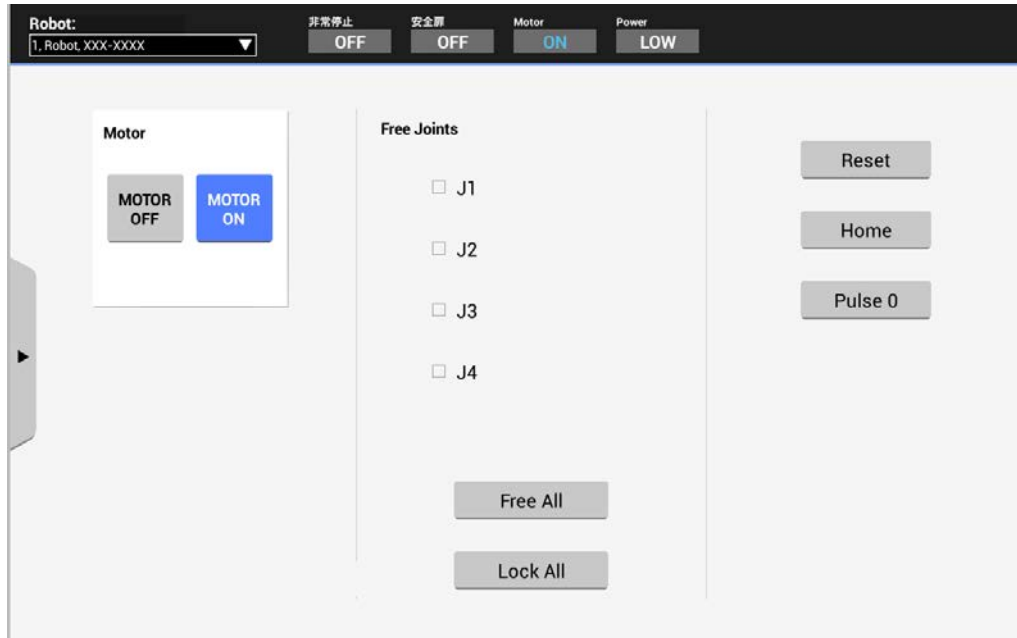 Robot:
1, Robot, XXX-XXXX
非常停止
OFF
安全扉
OFF
Motor
ON
Power
LOW
Motor
MOTOR
OFF
MOTOR
ON
Free Joints
J1
J2
J3
J4
Free All
Lock All
Reset
Home
Pulse 0